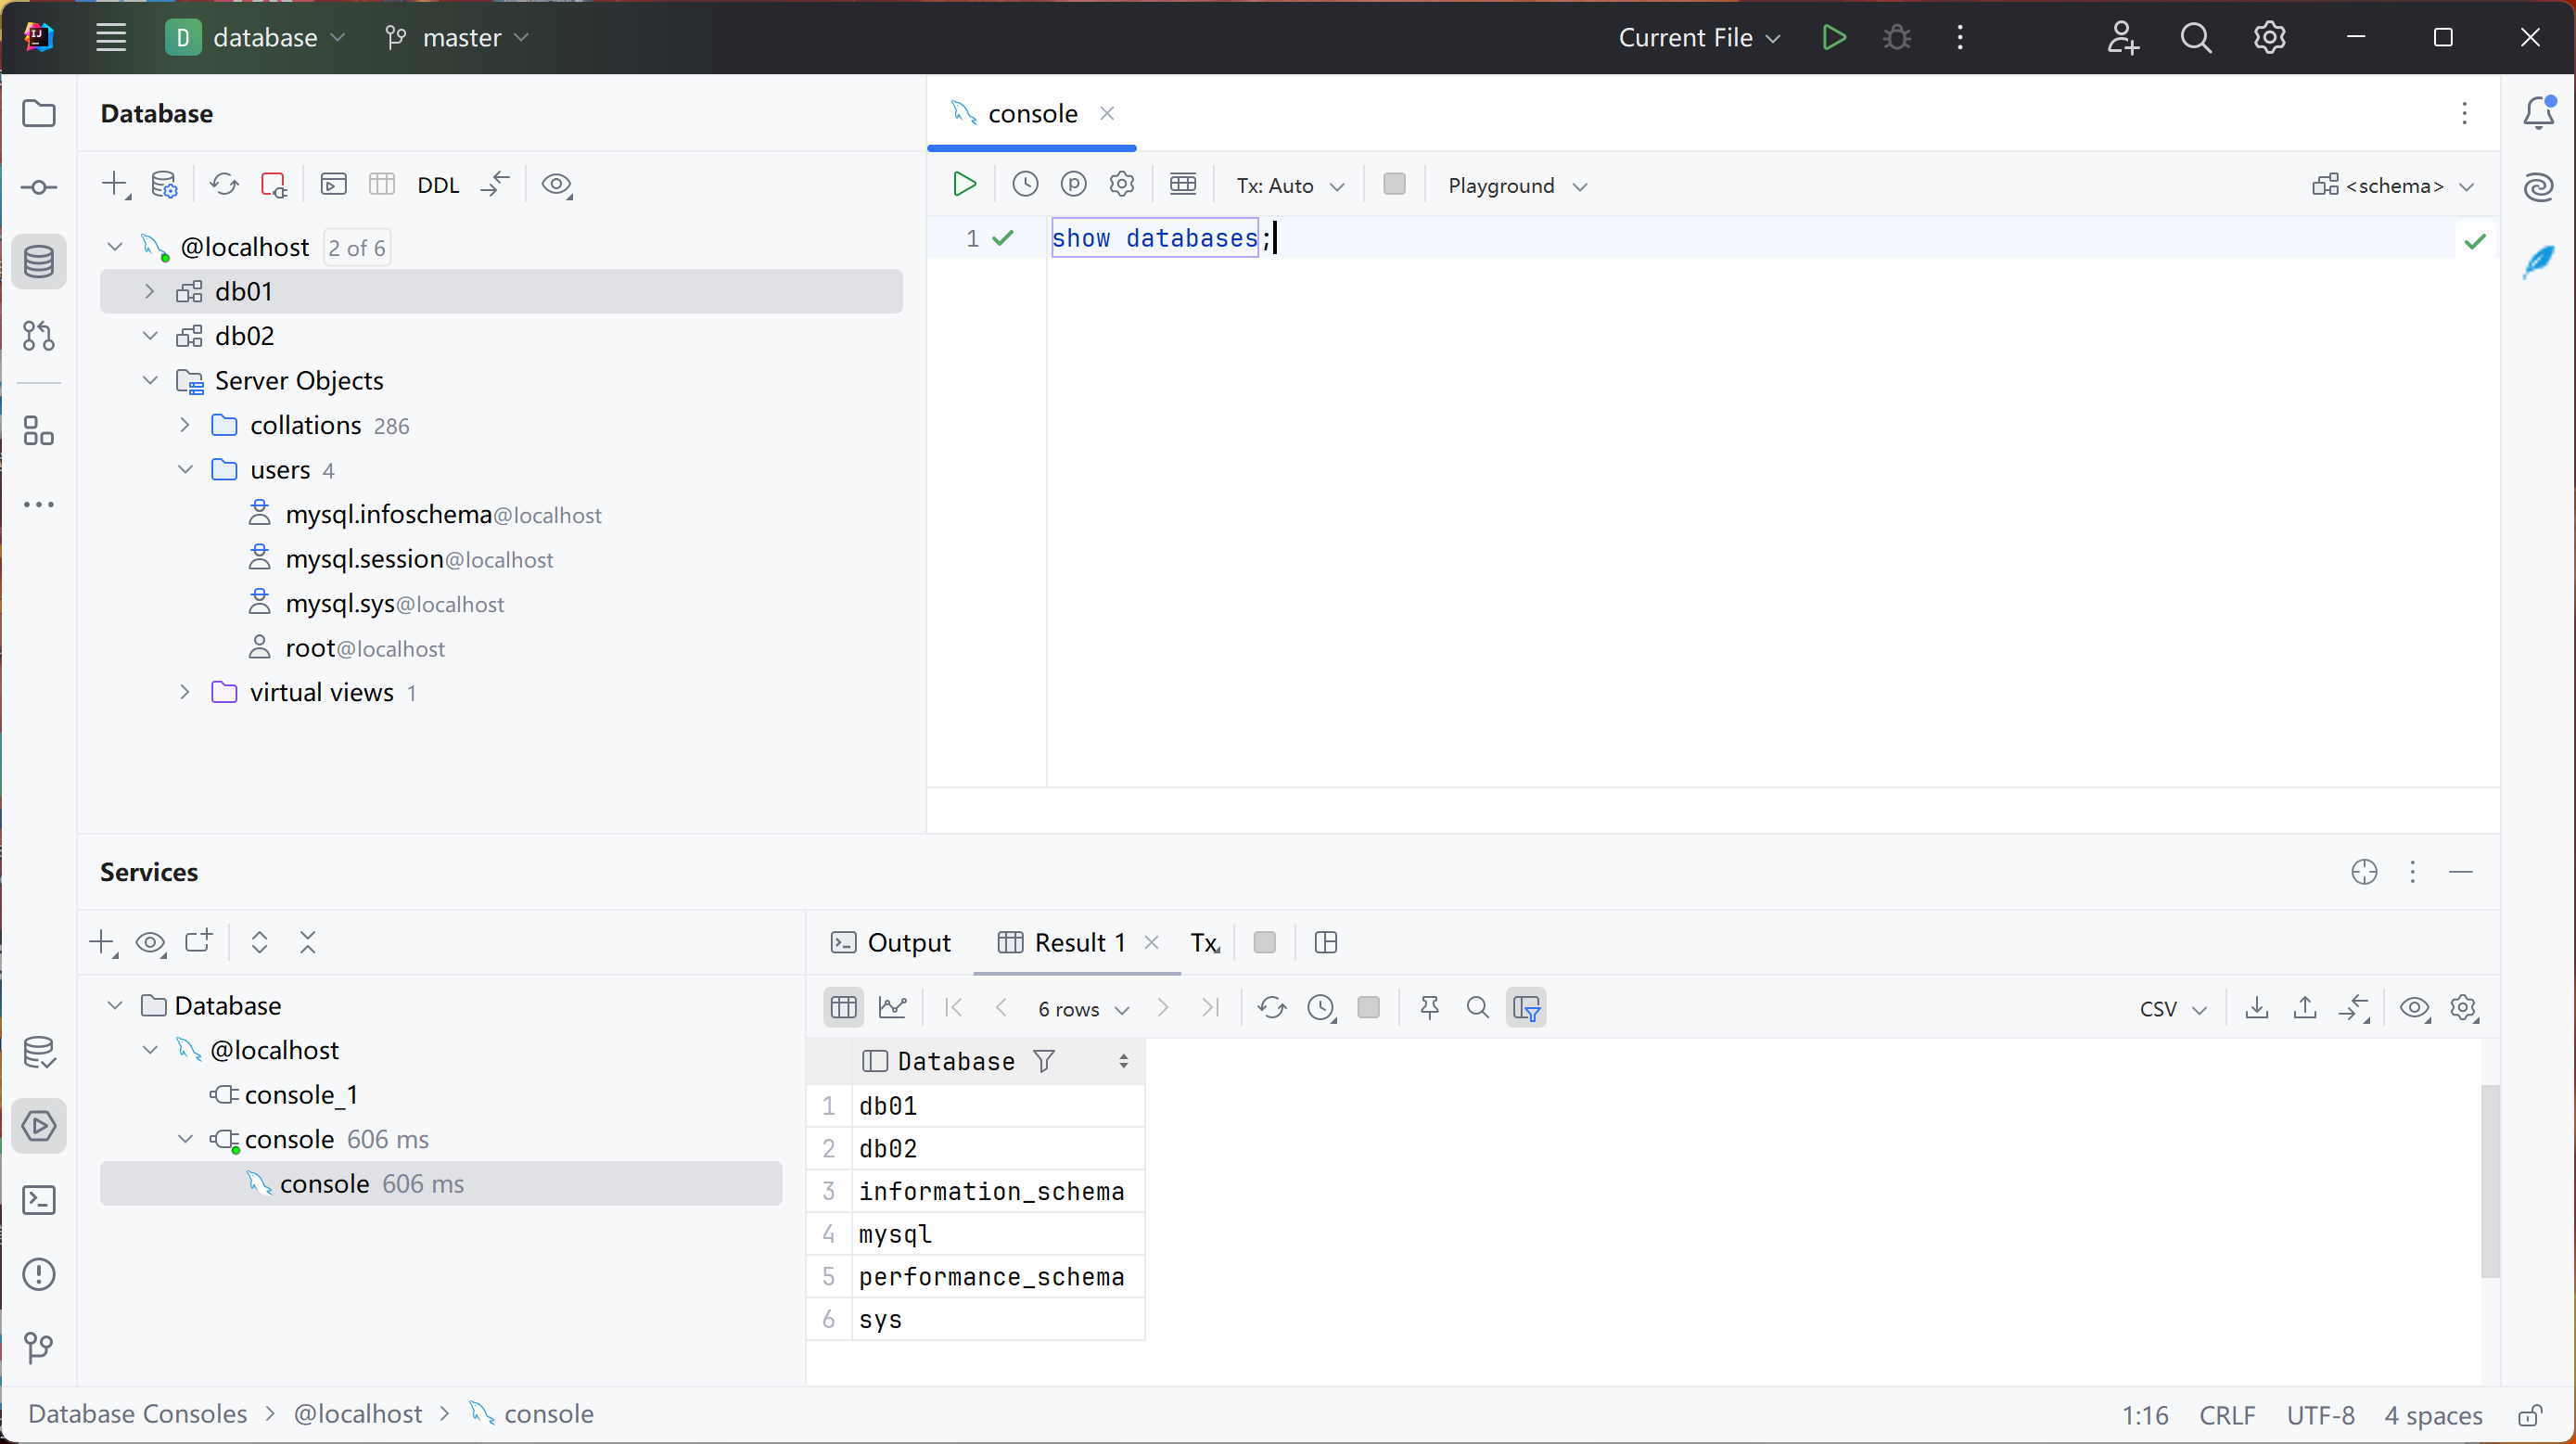 D database master Current File
Database
DDL
@localhost 2 of 6
db01
db02
Server Objects
collations 286
users 4
mysql.infoschema@localhost
mysql.session@localhost
mysql.sys@localhost
root@localhost
virtual views 1
console
Tx: Auto Playground <schema>
1 show databases;
Services
Database
@localhost
console_1
console 606 ms
console 606 ms
Output Result 1 Tx
6 rows CSV
Database
1 db01
2 db02
3 information_schema
4 mysql
5 performance_schema
6 sys
Database Consoles > @localhost > console 1:16 CRLF UTF-8 4 spaces